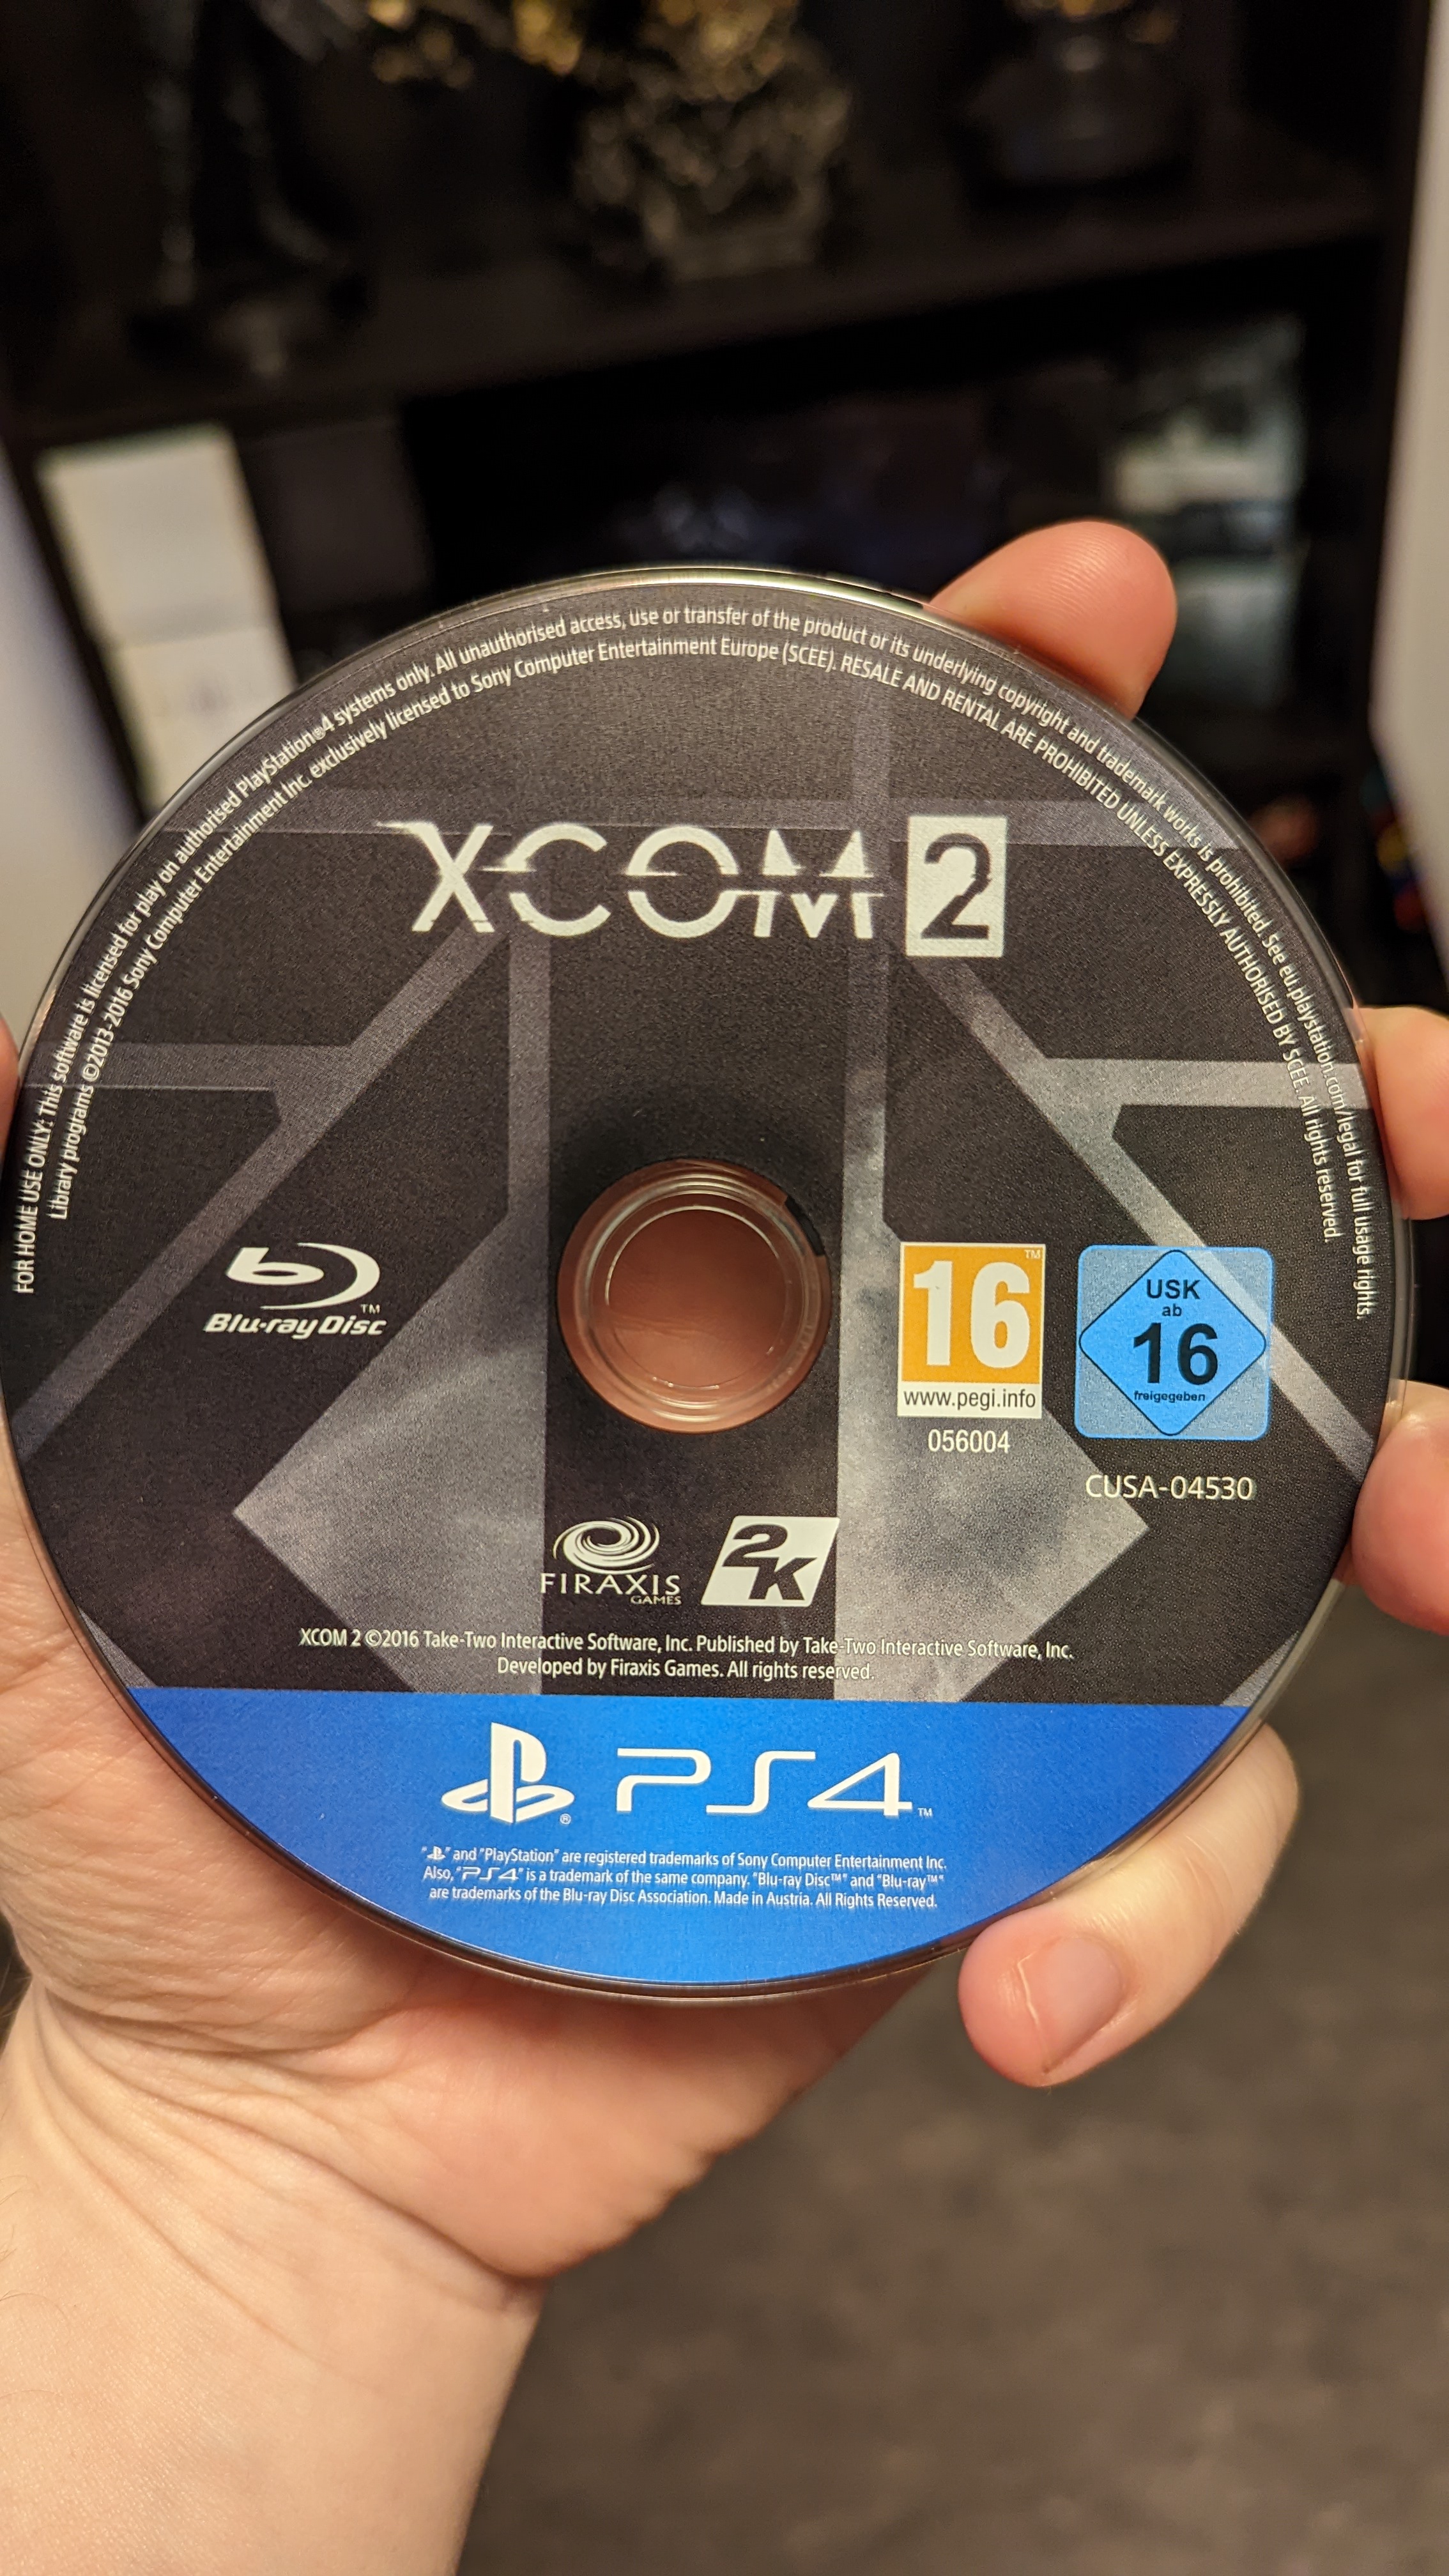 FOR HOME USE ONLY: This software is licensed for play on authorised PlayStation®4 systems only. All unauthorised access, use or transfer of the product or its underlying copyright and trademark works is prohibited. See eu.playstation.com/legal for full usage rights.
Library programs ©2013-2016 Sony Computer Entertainment Inc. exclusively licensed to Sony Computer Entertainment Europe (SCEE). RESALE AND RENTAL ARE PROHIBITED UNLESS EXPRESSLY AUTHORISED BY SCEE. All rights reserved.
XCOM 2
Blu-ray Disc™
16™
www.pegi.info
056004
USK
ab
16
freigegeben
CUSA-04530
FIRAXIS
GAMES
2K
XCOM 2 ©2016 Take-Two Interactive Software, Inc. Published by Take-Two Interactive Software, Inc.
Developed by Firaxis Games. All rights reserved.
® PS4™
" " and "PlayStation" are registered trademarks of Sony Computer Entertainment Inc.
Also, "PS4" is a trademark of the same company. "Blu-ray Disc™" and "Blu-ray™"
are trademarks of the Blu-ray Disc Association. Made in Austria. All Rights Reserved.